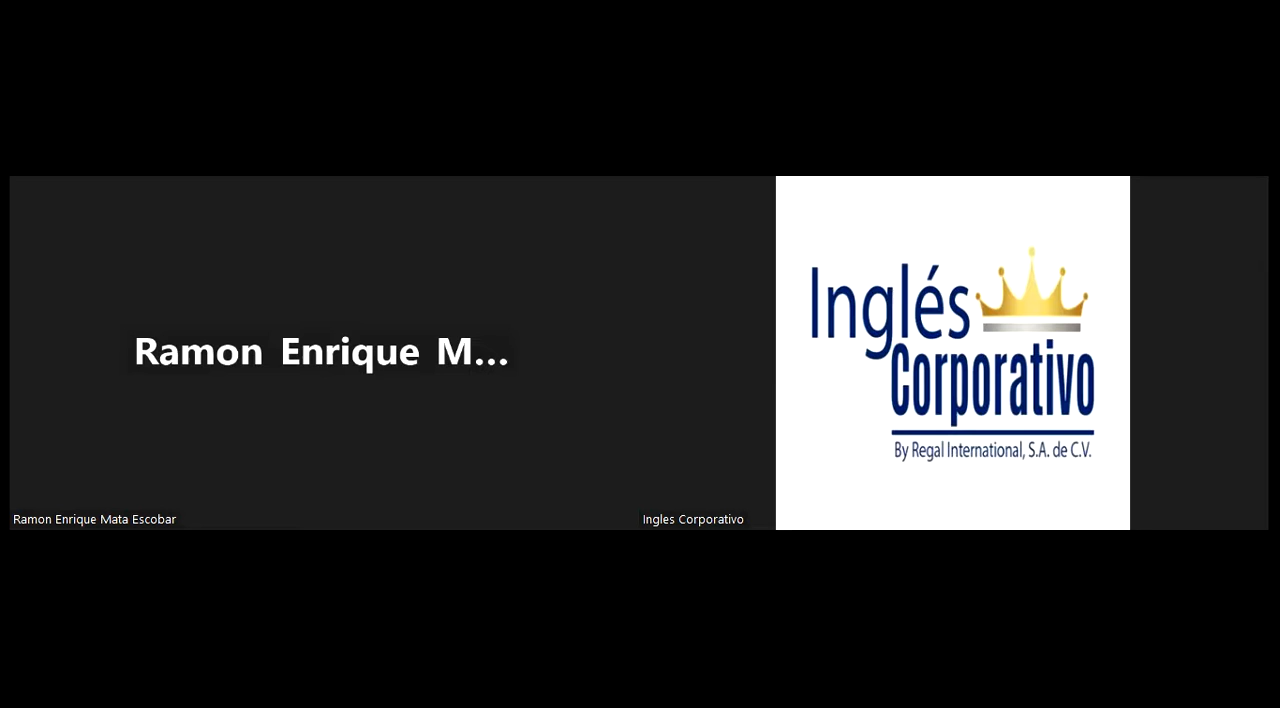 Ramon Enrique M...
Ramon Enrique Mata Escobar
Inglés
Corporativo
By Regal International, S.A. de C.V.
Ingles Corporativo